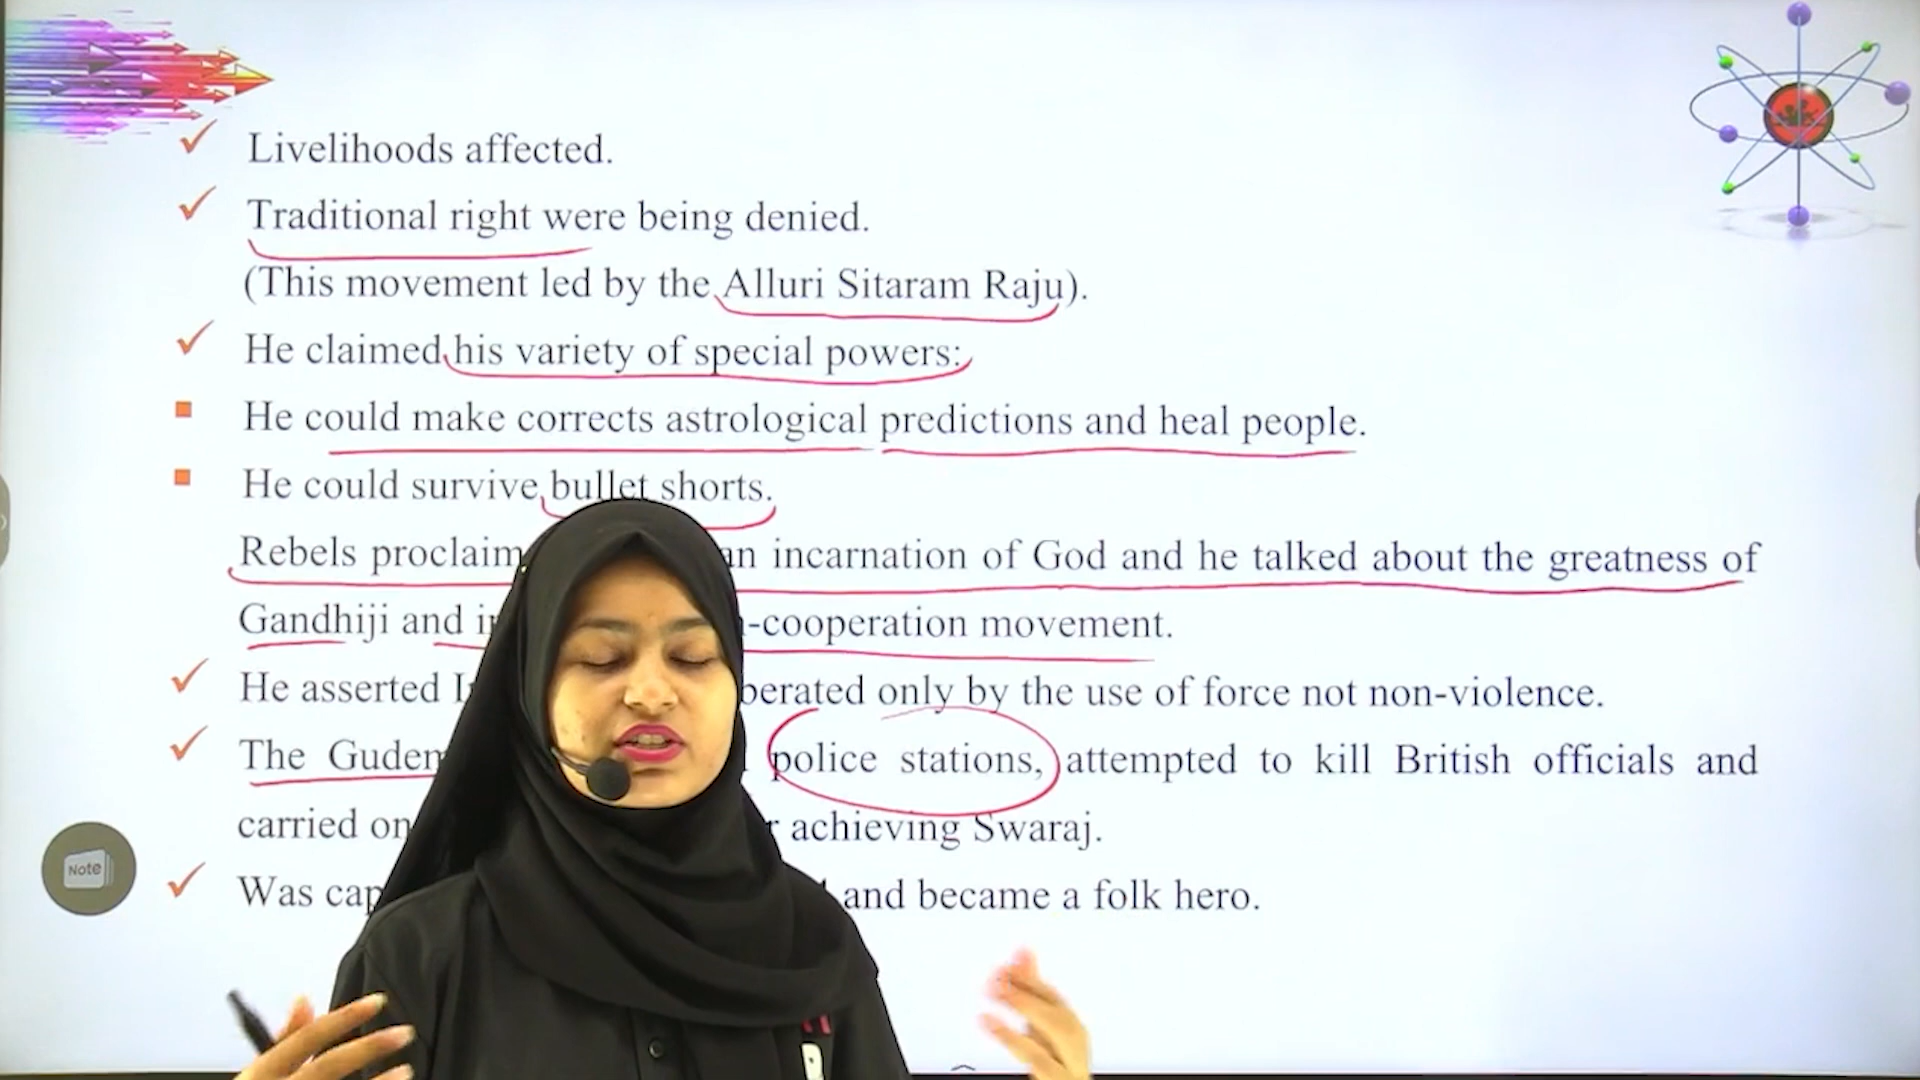 Livelihoods affected.
Traditional right were being denied.
(This movement led by the Alluri Sitaram Raju).
He claimed his variety of special powers:
He could make corrects astrological predictions and heal people.
He could survive bullet shorts.
Rebels proclaim an incarnation of God and he talked about the greatness of
Gandhiji and -cooperation movement.
He asserted only by the use of force not non-violence.
The police stations, attempted to kill British officials and
carried on achieving Swaraj.
Was and became a folk hero.
Note